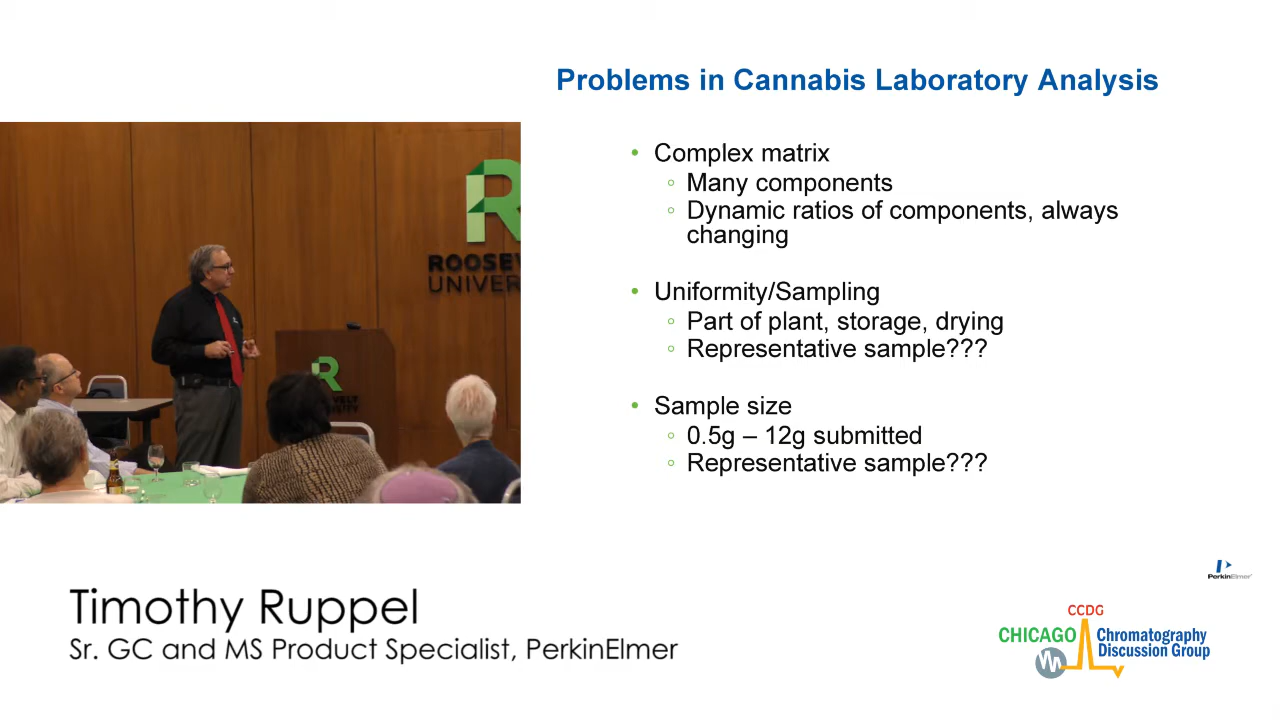 Problems in Cannabis Laboratory Analysis
• Complex matrix
◦ Many components
◦ Dynamic ratios of components, always
changing
• Uniformity/Sampling
◦ Part of plant, storage, drying
◦ Representative sample???
• Sample size
◦ 0.5g – 12g submitted
◦ Representative sample???
R
ROOSEV
UNIVER
R
Timothy Ruppel
Sr. GC and MS Product Specialist, PerkinElmer
PerkinElmer
CCDG
CHICAGO Chromatography
Discussion Group